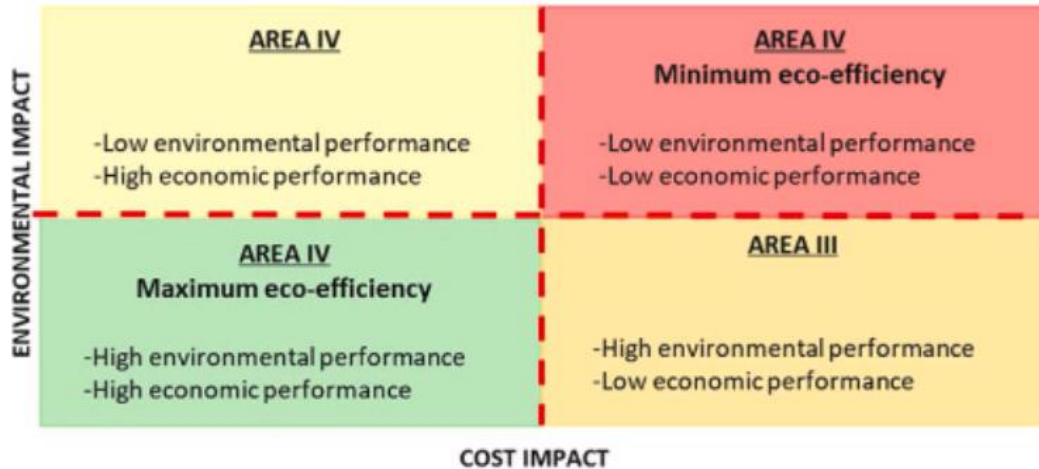 AREA IV
-Low environmental performance
-High economic performance
AREA IV
Minimum eco-efficiency
-Low environmental performance
-Low economic performance
AREA IV
Maximum eco-efficiency
-High environmental performance
-High economic performance
AREA III
-High environmental performance
-Low economic performance
ENVIRONMENTAL IMPACT
COST IMPACT